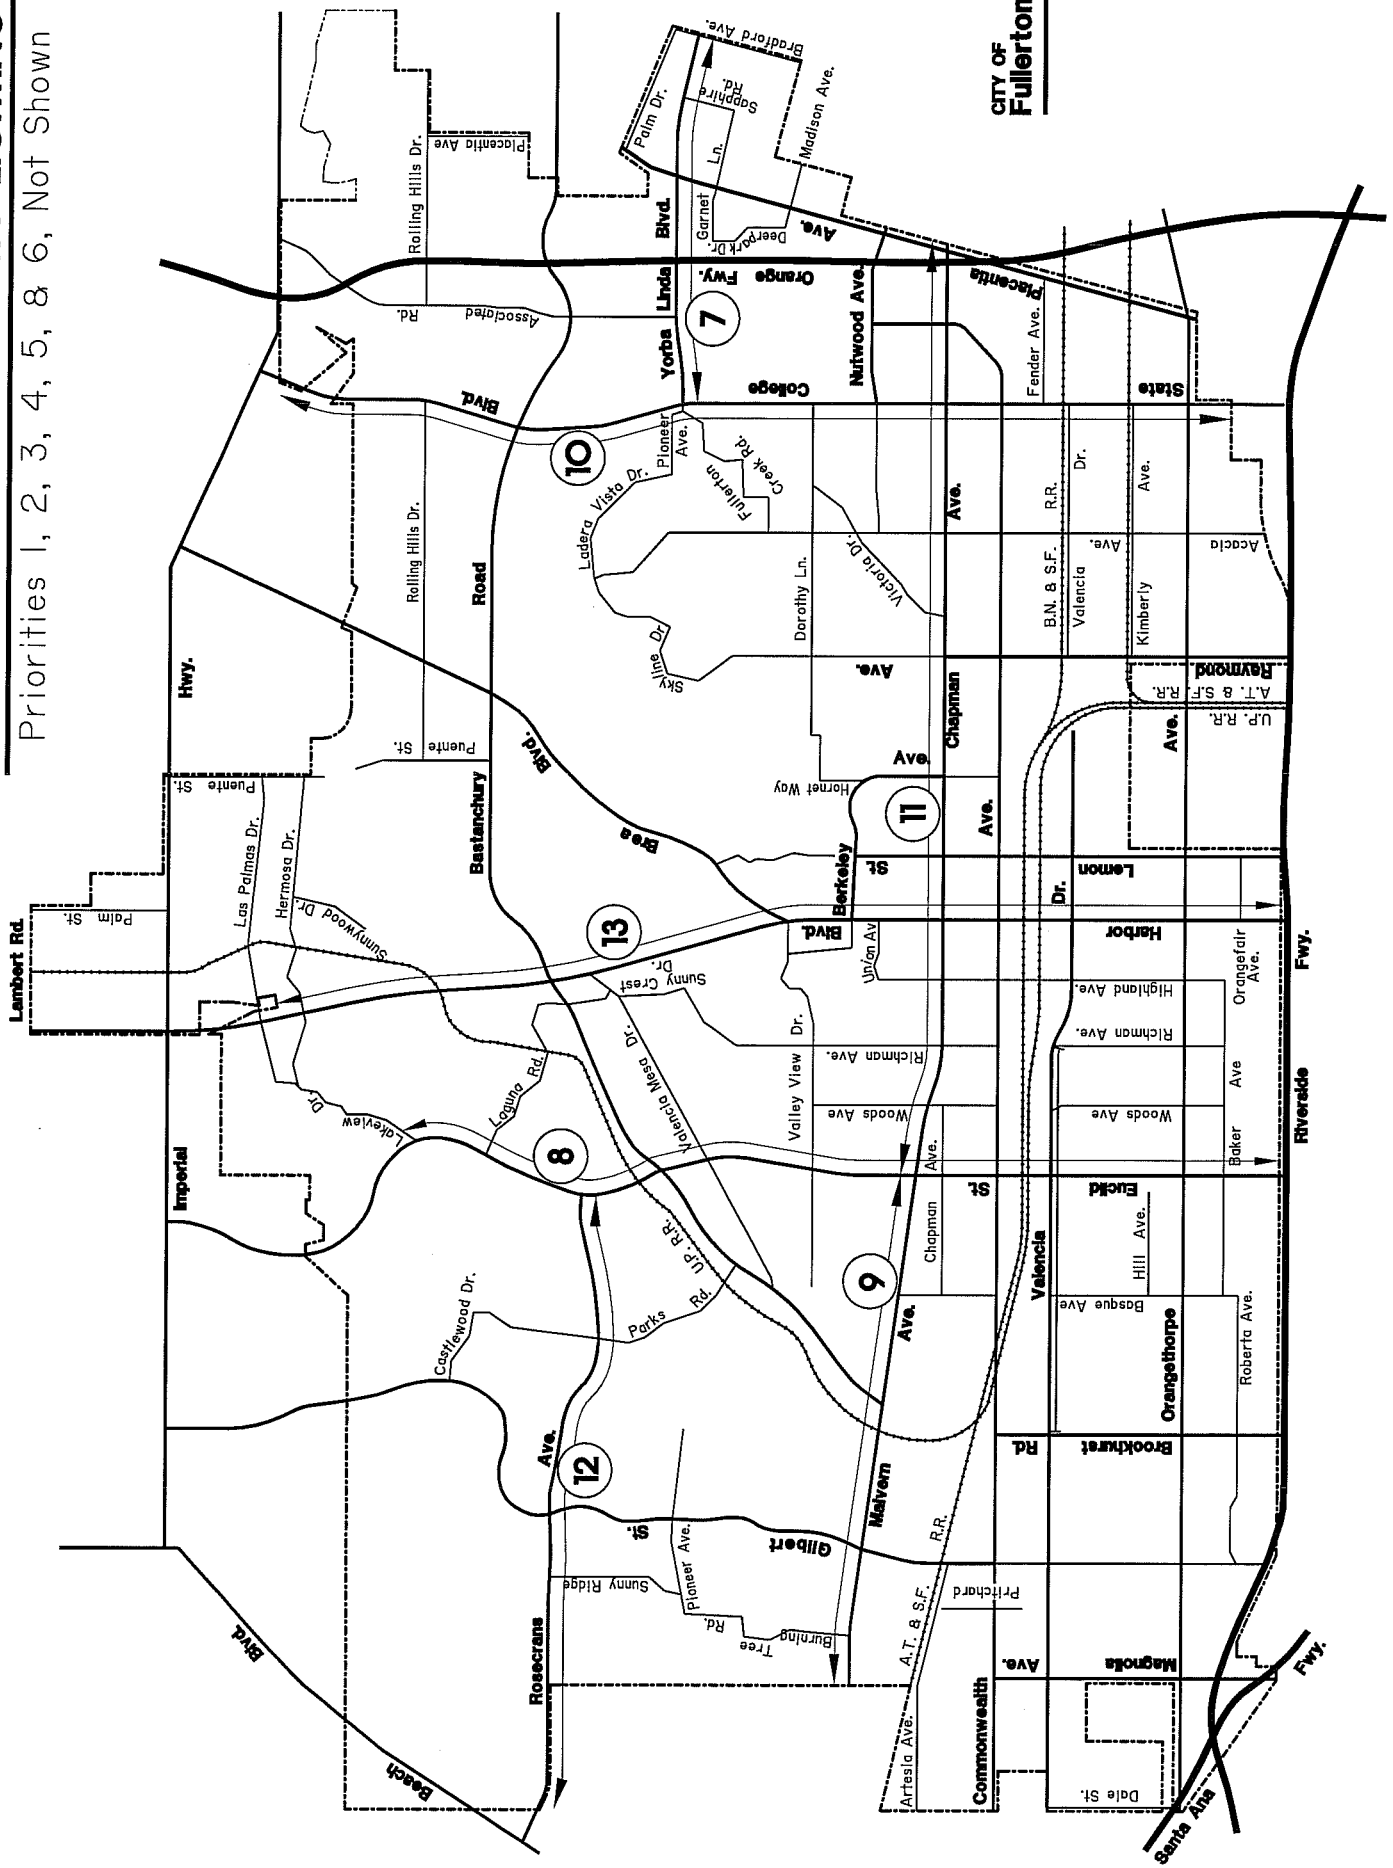 Priorities 1, 2, 3, 4, 5, & 6, Not Shown
CITY OF
Fullerton
Lambert Rd.
Palm St.
Imperial
Hwy.
Puente St.
Las Palmas Dr.
Hermosa Dr.
Sunnywood Dr.
Lakeview
Dr
Puente St.
Rolling Hills Dr.
Rolling Hills Dr.
Placentia Ave
Associated
Rd.
Bastanchury
Road
Brea
Blvd.
Blvd.
Laguna Rd.
Valencia Mesa Dr.
Sunny Crest
Dr.
Castlewood Dr.
Parks Rd.
U.P. R.R.
Beach
Blvd.
Rosecrans
Ave.
Sunny Ridge
Pioneer Ave.
Burning
Tree
Rd.
Gilbert
St.
Malvern
Ave.
Skyline Dr
Ladera Vista Dr.
Pioneer
Ave.
Fullerton
Creek Rd.
Yorba
Linda
Blvd.
Palm Dr.
Bradford Ave.
Sapphire
Rd.
Garnet
Ln.
Deerpark Dr.
Madison Ave.
Orange
Fwy.
Placentia
Ave.
Nutwood Ave.
College
State
Fender Ave.
Dorothy Ln.
Victoria Dr.
Acacia
Ave.
Hornet Way
Berkeley
Ave.
Raymond
Ave.
Chapman
Ave.
Lemon
St
Harbor
Blvd.
Union Av
Highland Ave.
Richman Ave.
Richman Ave.
Valley View Dr.
Woods Ave
Woods Ave
Euclid
St.
Chapman
Ave.
Commonwealth
Ave.
Artesia Ave.
A.T. & S.F.
R.R.
Pritchard
Magnolia
Ave.
Dale St.
Brookhurst
Rd.
Basque Ave
Hill Ave.
Valencia
Dr.
B.N. & S.F.
R.R.
Valencia
Dr.
Kimberly
Ave.
A.T. & S.F. R.R.
U.P. R.R.
Orangethorpe
Ave.
Roberta Ave.
Baker
Ave
Orangefair
Ave.
Riverside
Fwy.
Santa Ana
Fwy.
7
8
9
10
11
12
13